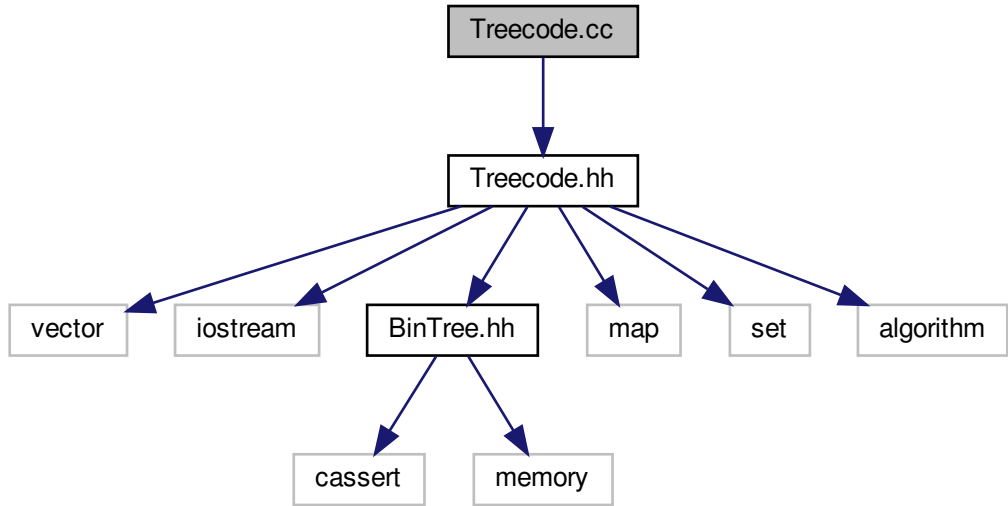 Treecode.cc
Treecode.hh
vector
iostream
BinTree.hh
map
set
algorithm
cassert
memory